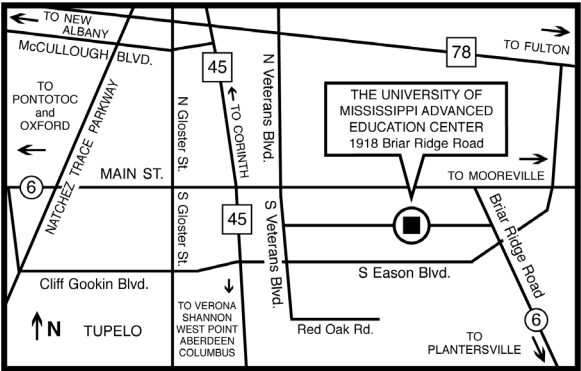 TO NEW
ALBANY
McCULLOUGH BLVD.
78
TO FULTON
45
TO
PONTOTOC
and
OXFORD
NATCHEZ TRACE PARKWAY
N Gloster St.
TO CORINTH
N Veterans Blvd.
THE UNIVERSITY OF
MISSISSIPPI ADVANCED
EDUCATION CENTER
1918 Briar Ridge Road
MAIN ST.
TO MOOREVILLE
6
S Gloster St.
45
S Veterans Blvd.
Briar Ridge Road
Cliff Gookin Blvd.
S Eason Blvd.
N
TUPELO
TO VERONA
SHANNON
WEST POINT
ABERDEEN
COLUMBUS
Red Oak Rd.
6
TO
PLANTERSVILLE